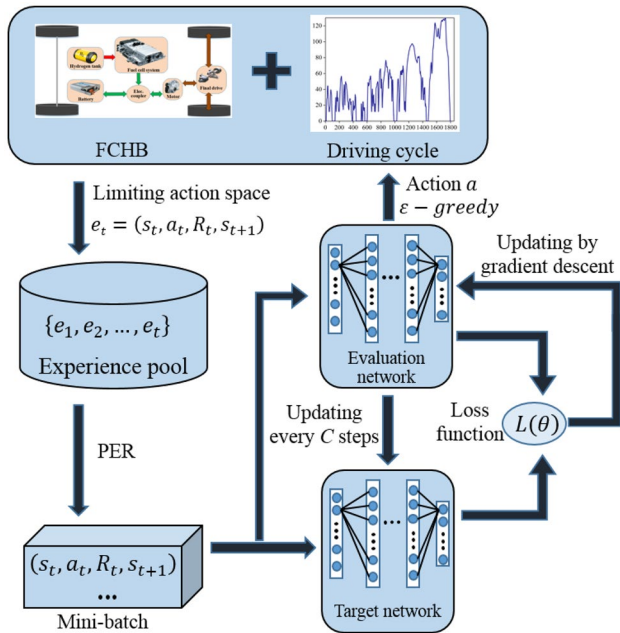 Hydrogen tank
Fuel cell system
Battery
Elec. coupler
Motor
Final drive
120
100
80
60
40
20
0
0 200 400 600 800 1000 1200 1400 1600 1800
FCHB
Driving cycle
Limiting action space
e_t = (s_t, a_t, R_t, s_{t+1})
Action a
ε − greedy
Updating by
gradient descent
{e_1, e_2, ..., e_t}
Experience pool
Evaluation
network
PER
Updating
every C steps
Loss
function
L(θ)
(s_t, a_t, R_t, s_{t+1})
...
Mini-batch
Target network